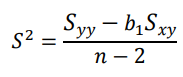 S² = (S_yy − b₁S_xy) / (n − 2)